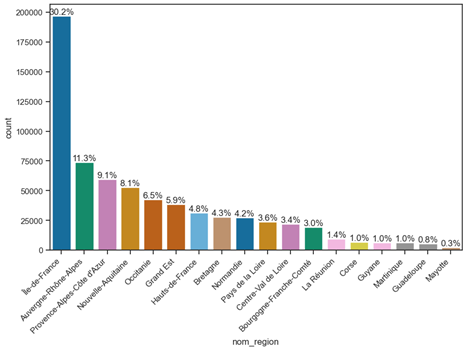 200000
175000
150000
125000
100000
75000
50000
25000
0
count
30.2%
11.3%
9.1%
8.1%
6.5%
5.9%
4.8%
4.3%
4.2%
3.6%
3.4%
3.0%
1.4%
1.0%
1.0%
1.0%
0.8%
0.3%
Île-de-France
Auvergne-Rhône-Alpes
Provence-Alpes-Côte d'Azur
Nouvelle-Aquitaine
Occitanie
Grand Est
Hauts-de-France
Bretagne
Normandie
Pays de la Loire
Centre-Val de Loire
Bourgogne-Franche-Comté
La Réunion
Corse
Guyane
Martinique
Guadeloupe
Mayotte
nom_region